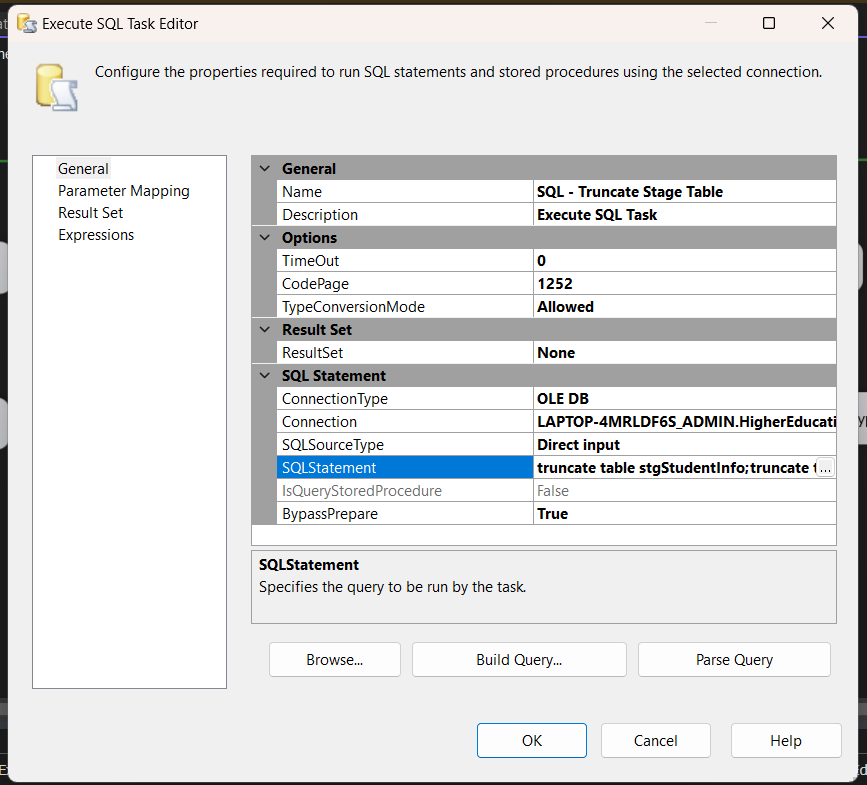 Execute SQL Task Editor
Configure the properties required to run SQL statements and stored procedures using the selected connection.
General
Parameter Mapping
Result Set
Expressions
General
Name SQL - Truncate Stage Table
Description Execute SQL Task
Options
TimeOut 0
CodePage 1252
TypeConversionMode Allowed
Result Set
ResultSet None
SQL Statement
ConnectionType OLE DB
Connection LAPTOP-4MRLDF6S_ADMIN.HigherEducati
SQLSourceType Direct input
SQLStatement truncate table stgStudentInfo;truncate t ...
IsQueryStoredProcedure False
BypassPrepare True
SQLStatement
Specifies the query to be run by the task.
Browse... Build Query... Parse Query
OK Cancel Help